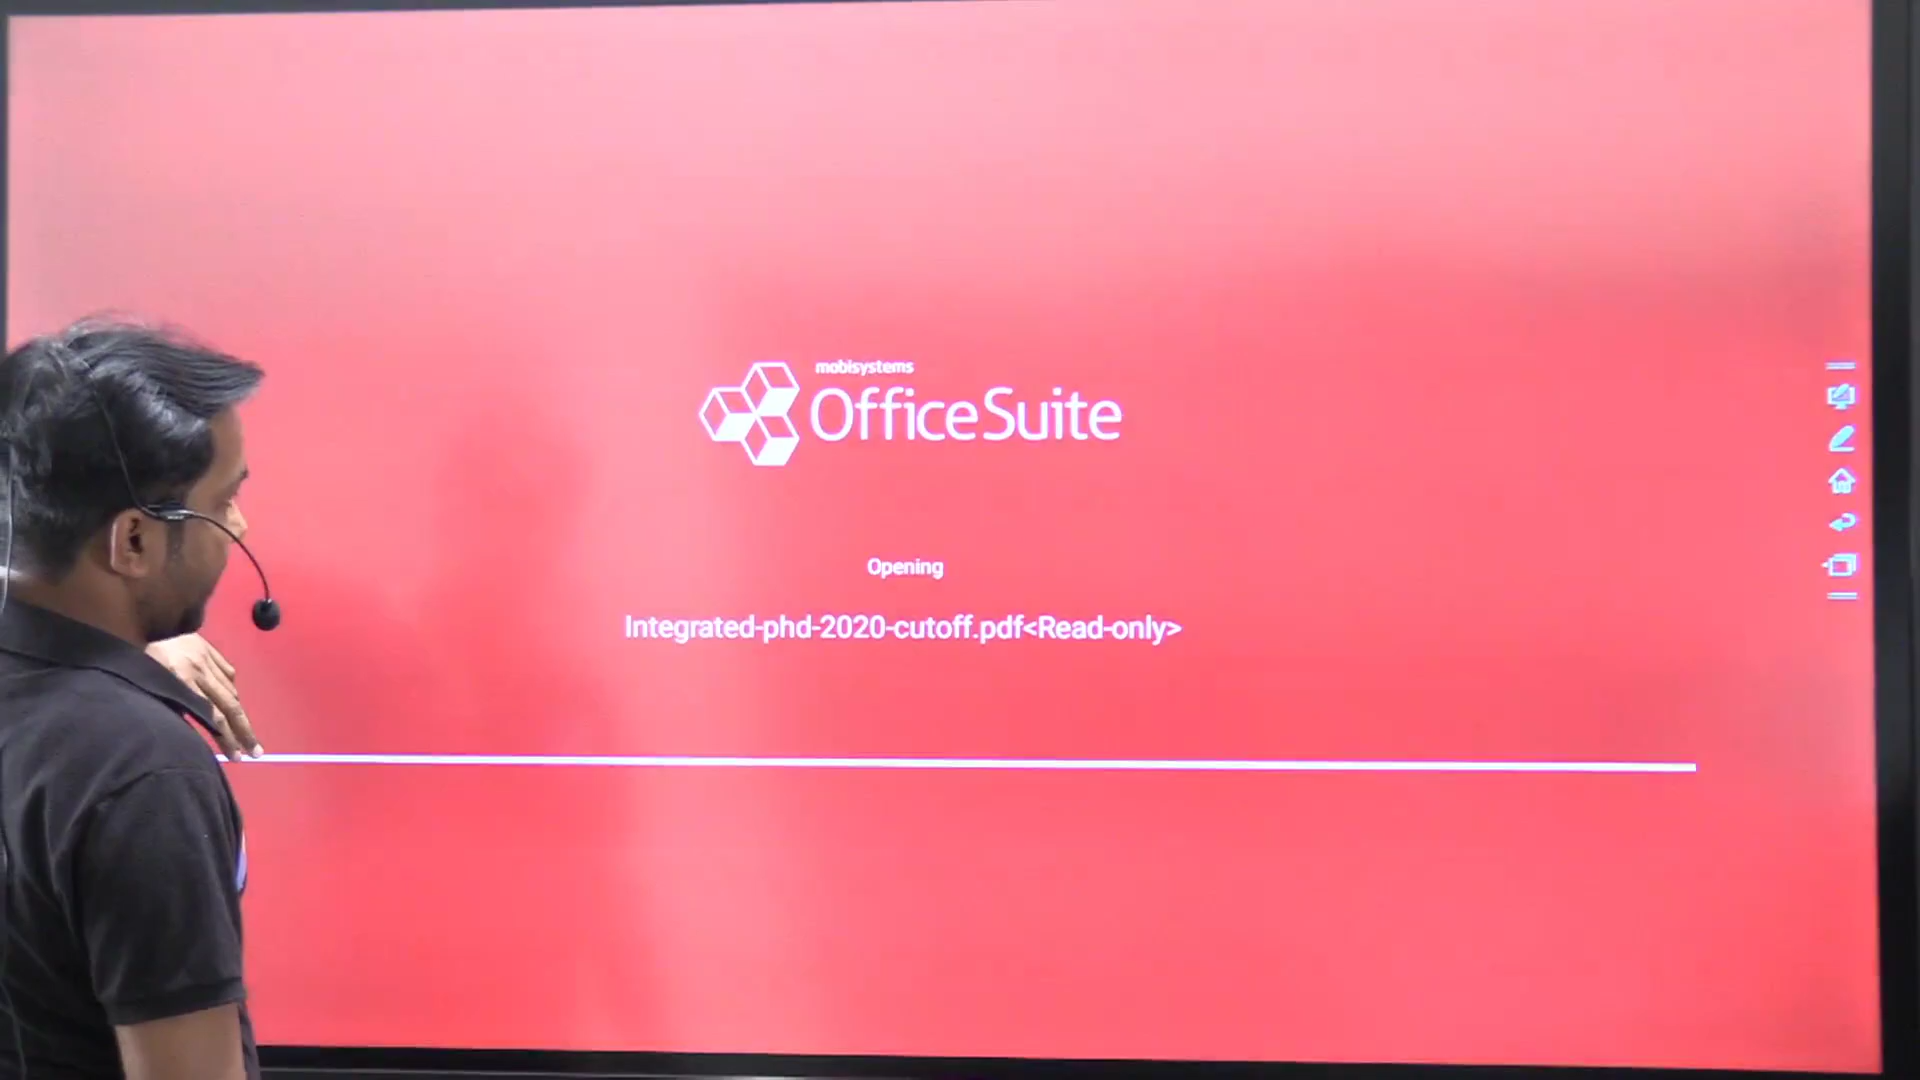 mobisystems
OfficeSuite
Opening
Integrated-phd-2020-cutoff.pdf<Read-only>